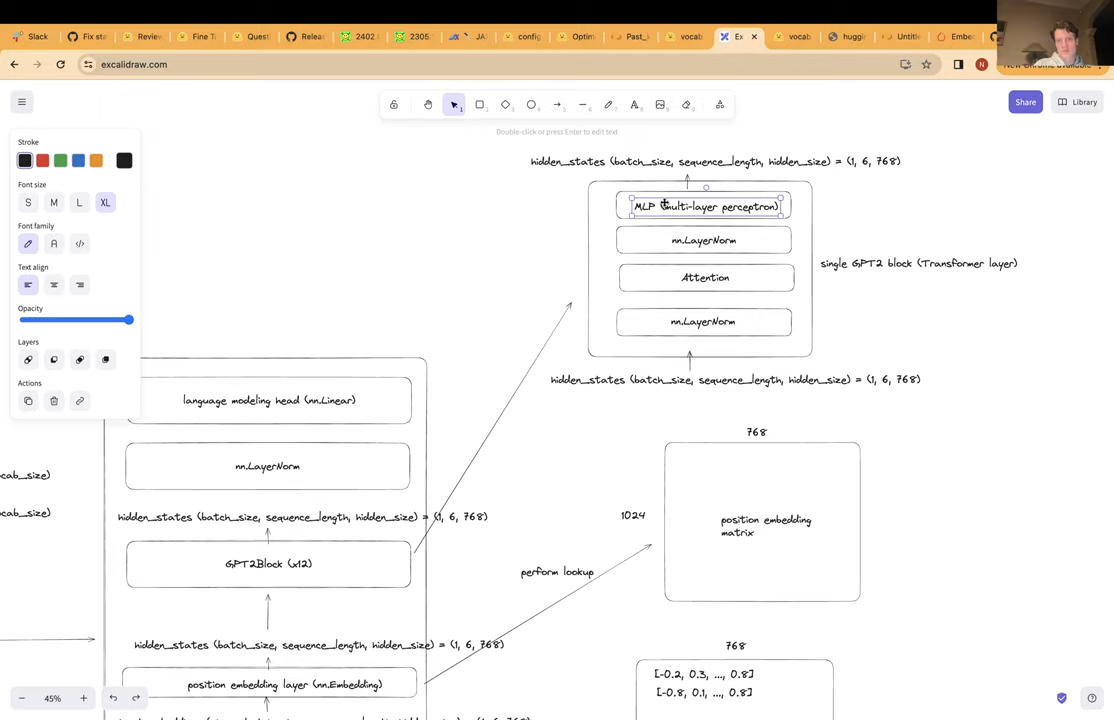 Slack
Fix sta
Review
Fine T
Questi
Relea
2402.
2305.
JA
config
Optim
Past_
vocab
Ex
vocab
huggin
Untitle
Embed
excalidraw.com
N
Share
Library
Double-click or press Enter to edit text
Stroke
Font size
S M L XL
Font family
A </>
Text align
Opacity
Layers
Actions
hidden_states (batch_size, sequence_length, hidden_size) = (1, 6, 768)
MLP (multi-layer perceptron)
nn.LayerNorm
Attention
nn.LayerNorm
single GPT2 block (Transformer layer)
hidden_states (batch_size, sequence_length, hidden_size) = (1, 6, 768)
language modeling head (nn.Linear)
nn.LayerNorm
cab_size)
cab_size)
hidden_states (batch_size, sequence_length, hidden_size) = (1, 6, 768)
GPT2Block (x12)
768
1024
position embedding
matrix
perform lookup
hidden_states (batch_size, sequence_length, hidden_size) = (1, 6, 768)
position embedding layer (nn.Embedding)
768
[-0.2, 0.3, ..., 0.8]
[-0.8, 0.1, ..., 0.8]
45%